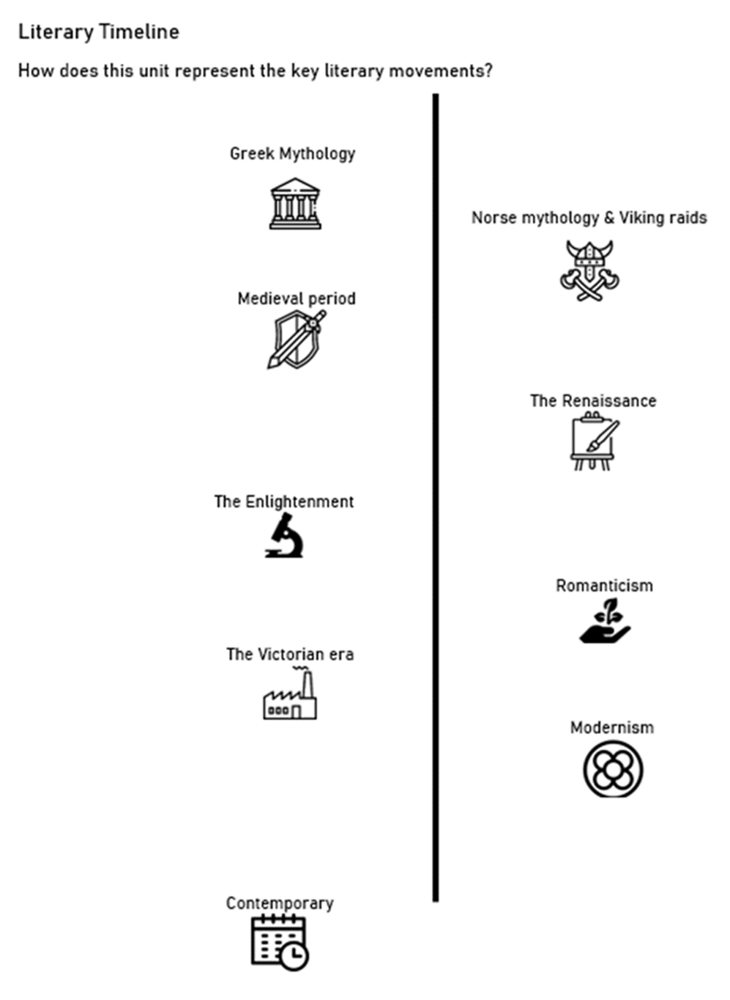 Literary Timeline
How does this unit represent the key literary movements?
Greek Mythology
Norse mythology & Viking raids
Medieval period
The Renaissance
The Enlightenment
Romanticism
The Victorian era
Modernism
Contemporary